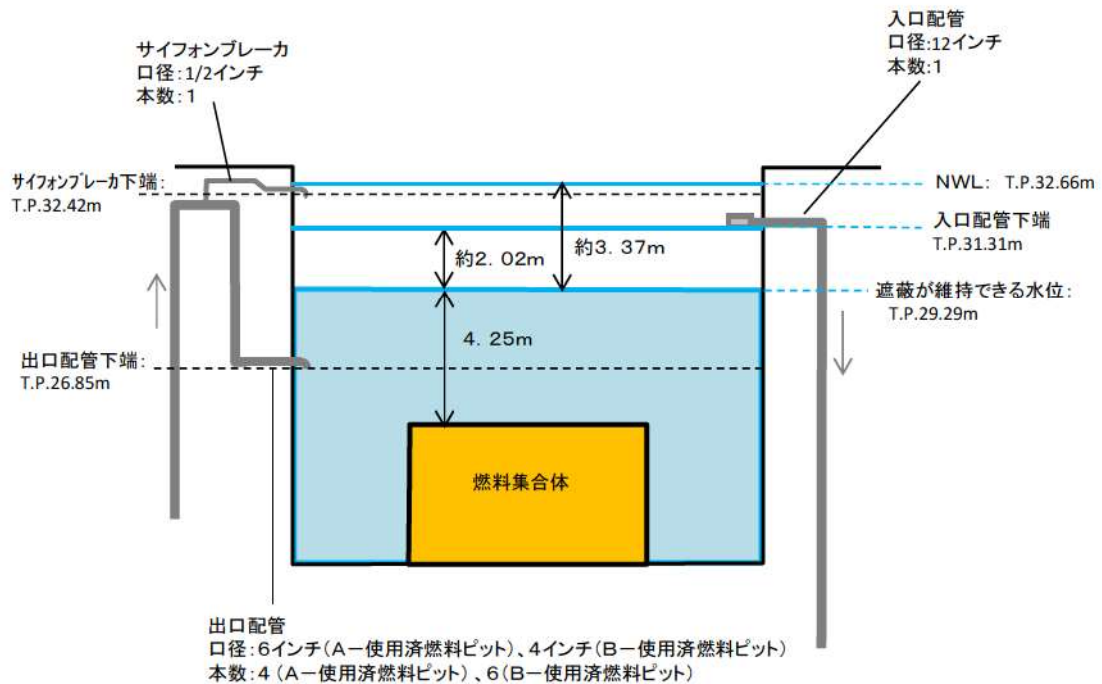 入口配管
口径:12インチ
本数:1
サイフォンブレーカ
口径:1/2インチ
本数:1
サイフォンブレーカ下端:
T.P.32.42m
NWL: T.P.32.66m
入口配管下端
T.P.31.31m
約2.02m
約3.37m
遮蔽が維持できる水位:
T.P.29.29m
4.25m
出口配管下端:
T.P.26.85m
燃料集合体
出口配管
口径:6インチ(A-使用済燃料ピット)、4インチ(B-使用済燃料ピット)
本数:4(A-使用済燃料ピット)、6(B-使用済燃料ピット)